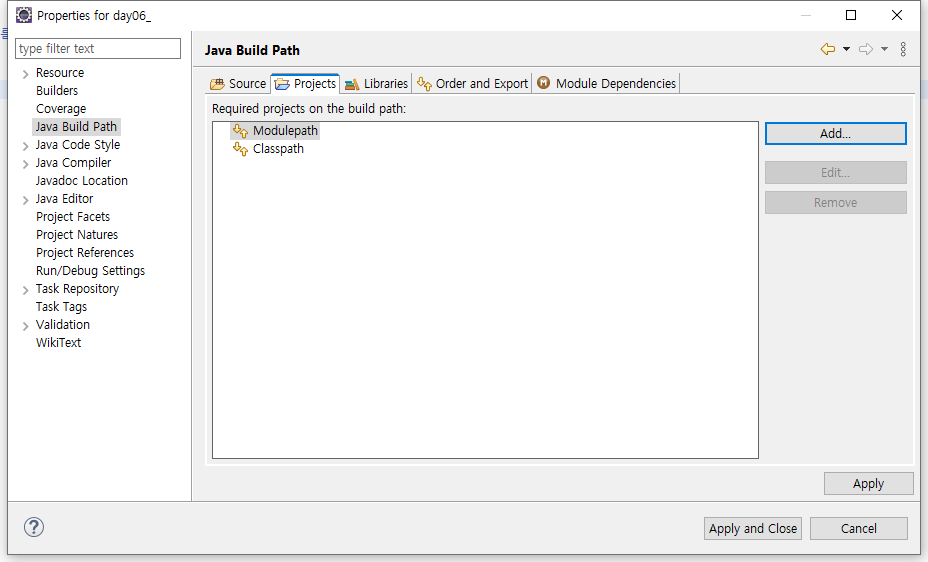 Properties for day06_
type filter text
Resource
Builders
Coverage
Java Build Path
Java Code Style
Java Compiler
Javadoc Location
Java Editor
Project Facets
Project Natures
Project References
Run/Debug Settings
Task Repository
Task Tags
Validation
WikiText
Java Build Path
Source Projects Libraries Order and Export M Module Dependencies
Required projects on the build path:
Modulepath
Classpath
Add...
Edit...
Remove
Apply
? Apply and Close Cancel